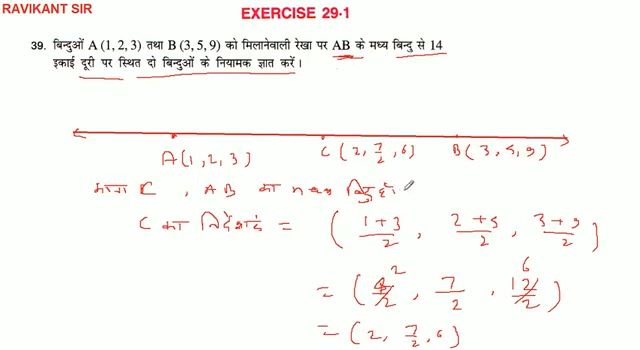 RAVIKANT SIR
EXERCISE 29·1
39. बिन्दुओं A (1, 2, 3) तथा B (3, 5, 9) को मिलानेवाली रेखा पर AB के मध्य बिन्दु से 14
इकाई दूरी पर स्थित दो बिन्दुओं के नियामक ज्ञात करें।
A(1, 2, 3) C(2, 7/2, 6) B(3, 5, 9)
माना C, AB का मध्य बिन्दु हो।
C का निर्देशांक = (1+3/2, 2+5/2, 3+9/2)
= (4/2 2, 7/2, 12/2 6)
= (2, 7/2, 6)